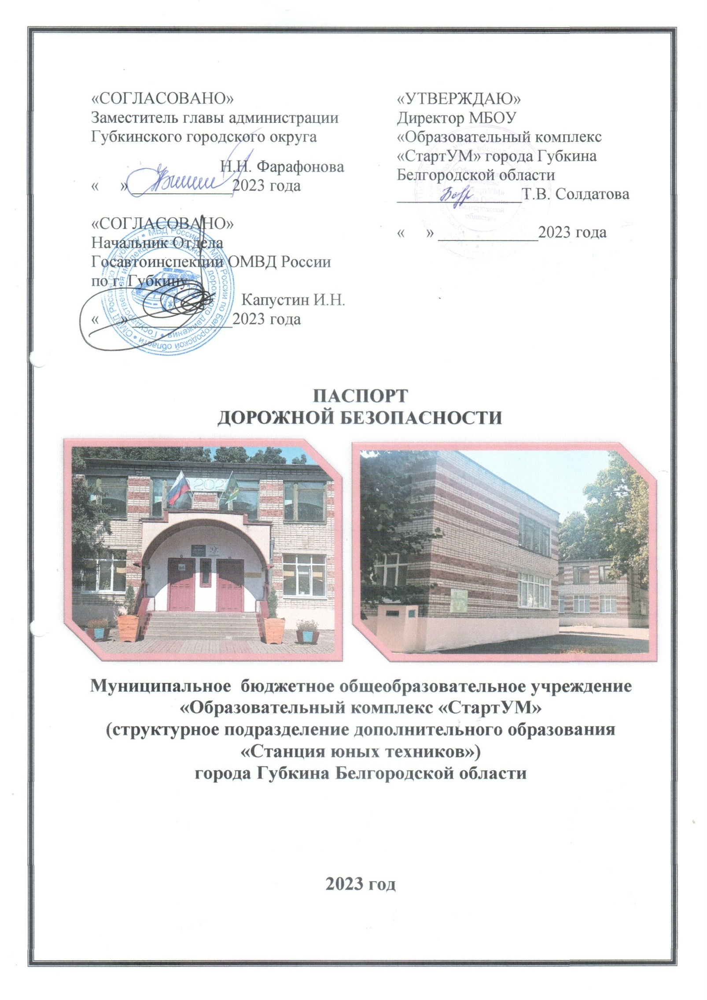 «СОГЛАСОВАНО»
Заместитель главы администрации
Губкинского городского округа
Н.Н. Фарафонова
« » ____________2023 года
«СОГЛАСОВАНО»
Начальник Отдела
Госавтоинспекции ОМВД России
по г. Губкину
Капустин И.Н.
« » ____________2023 года
«УТВЕРЖДАЮ»
Директор МБОУ
«Образовательный комплекс
«СтартУМ» города Губкина
Белгородской области
_______________Т.В. Солдатова
« » ____________2023 года
ПАСПОРТ
ДОРОЖНОЙ БЕЗОПАСНОСТИ
Муниципальное бюджетное общеобразовательное учреждение
«Образовательный комплекс «СтартУМ»
(структурное подразделение дополнительного образования
«Станция юных техников»)
города Губкина Белгородской области
2023 год